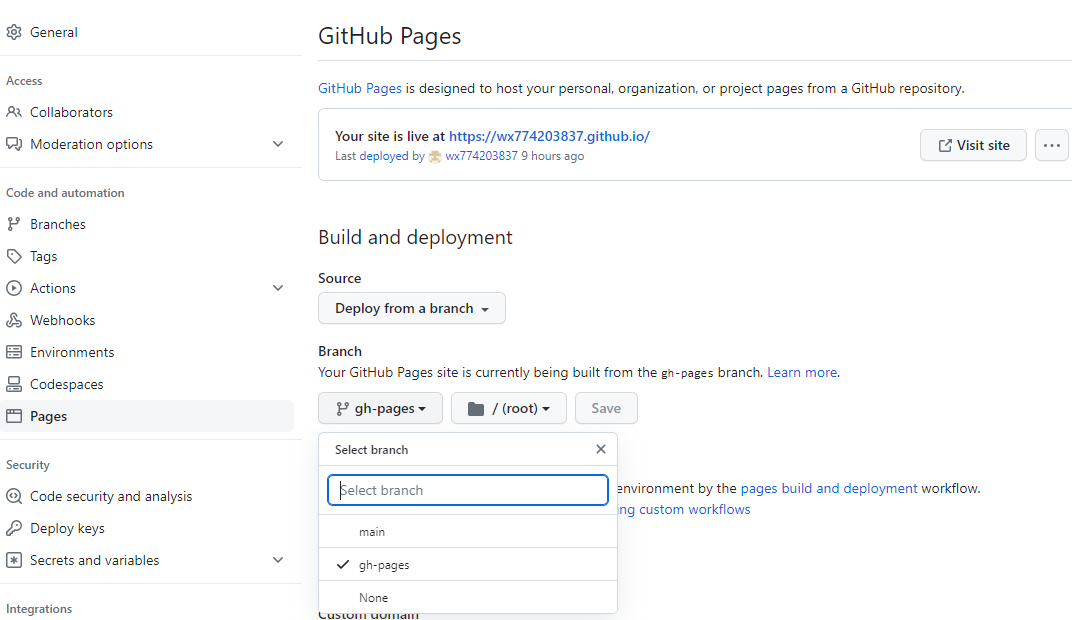 General
Access
Collaborators
Moderation options
Code and automation
Branches
Tags
Actions
Webhooks
Environments
Codespaces
Pages
Security
Code security and analysis
Deploy keys
Secrets and variables
Integrations
GitHub Pages
GitHub Pages is designed to host your personal, organization, or project pages from a GitHub repository.
Your site is live at https://wx774203837.github.io/
Last deployed by wx774203837 9 hours ago
Visit site
Build and deployment
Source
Deploy from a branch
Branch
Your GitHub Pages site is currently being built from the gh-pages branch. Learn more.
gh-pages
/ (root)
Save
Select branch
Select branch
main
gh-pages
None
environment by the pages build and deployment workflow.
custom workflows
Custom domain